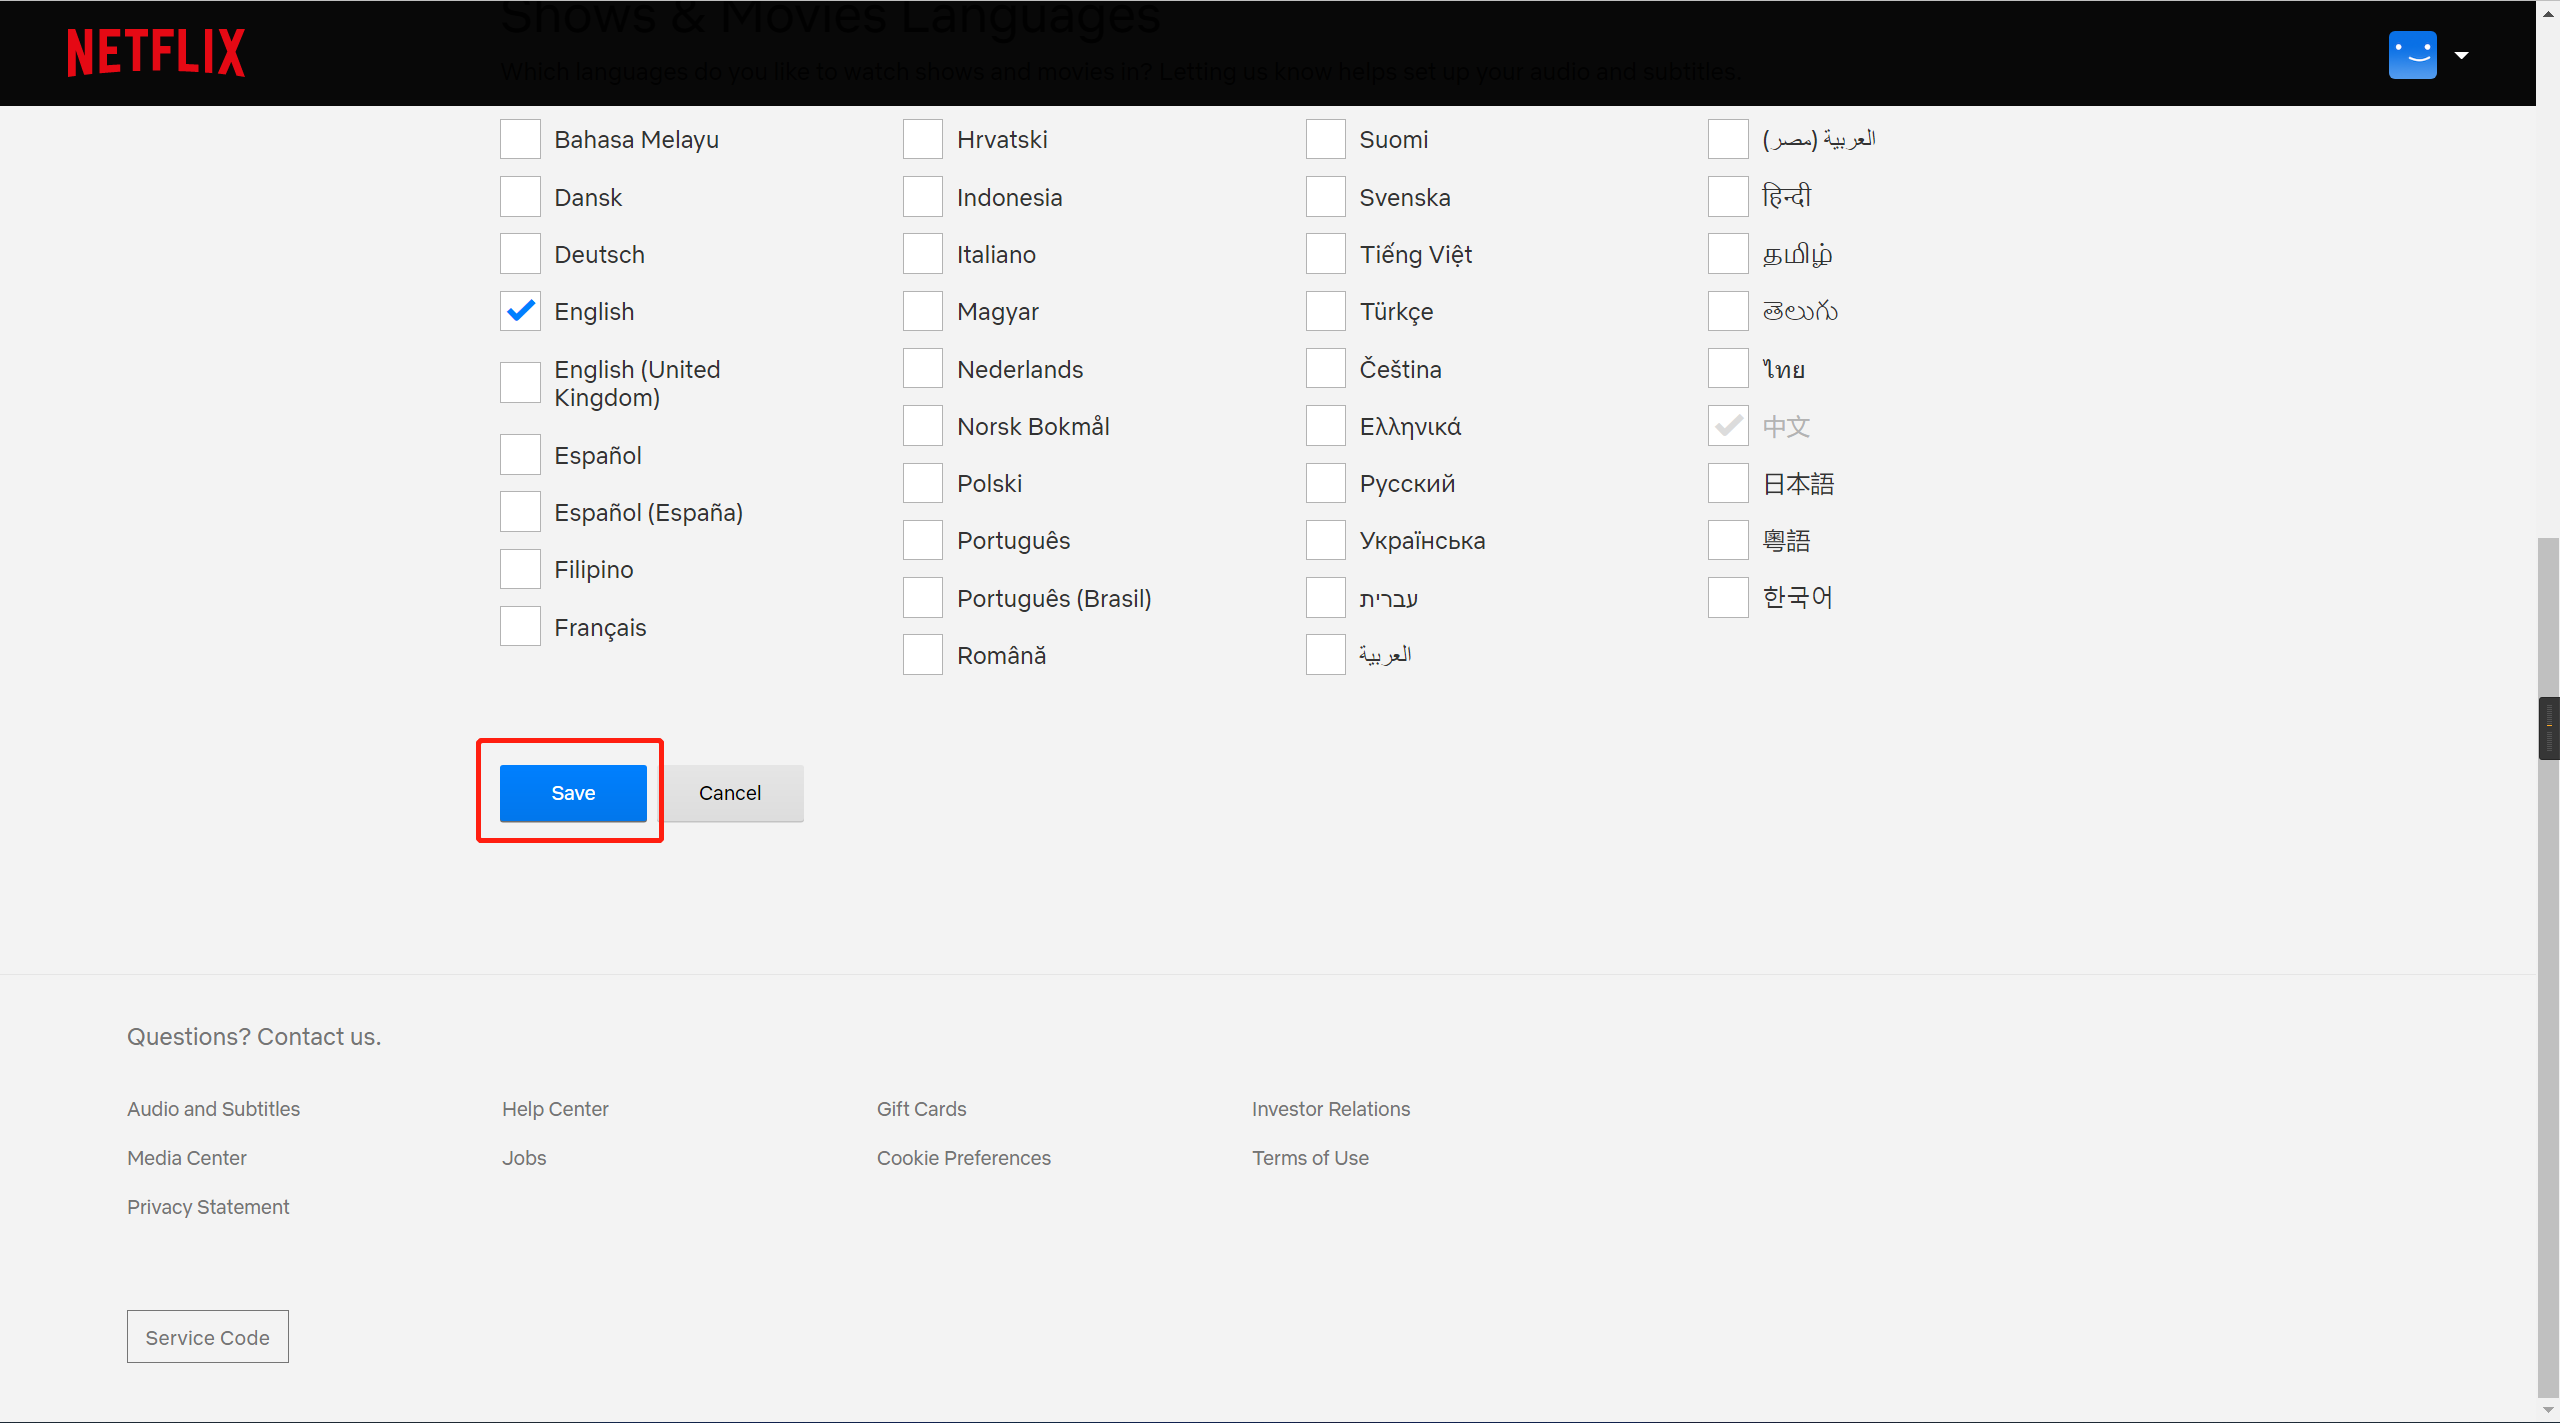 Shows & Movies Languages
NETFLIX
Which languages do you like to watch shows and movies in? Letting us know helps set up your audio and subtitles.
Bahasa Melayu
Dansk
Deutsch
English
English (United
Kingdom)
Español
Español (España)
Filipino
Français
Hrvatski
Indonesia
Italiano
Magyar
Nederlands
Norsk Bokmål
Polski
Português
Português (Brasil)
Română
Suomi
Svenska
Tiếng Việt
Türkçe
Čeština
Ελληνικά
Русский
Українська
עברית
العربية
العربية (مصر)
हिन्दी
தமிழ்
తెలుగు
ไทย
中文
日本語
粵語
한국어
Save
Cancel
Questions? Contact us.
Audio and Subtitles
Help Center
Gift Cards
Investor Relations
Media Center
Jobs
Cookie Preferences
Terms of Use
Privacy Statement
Service Code